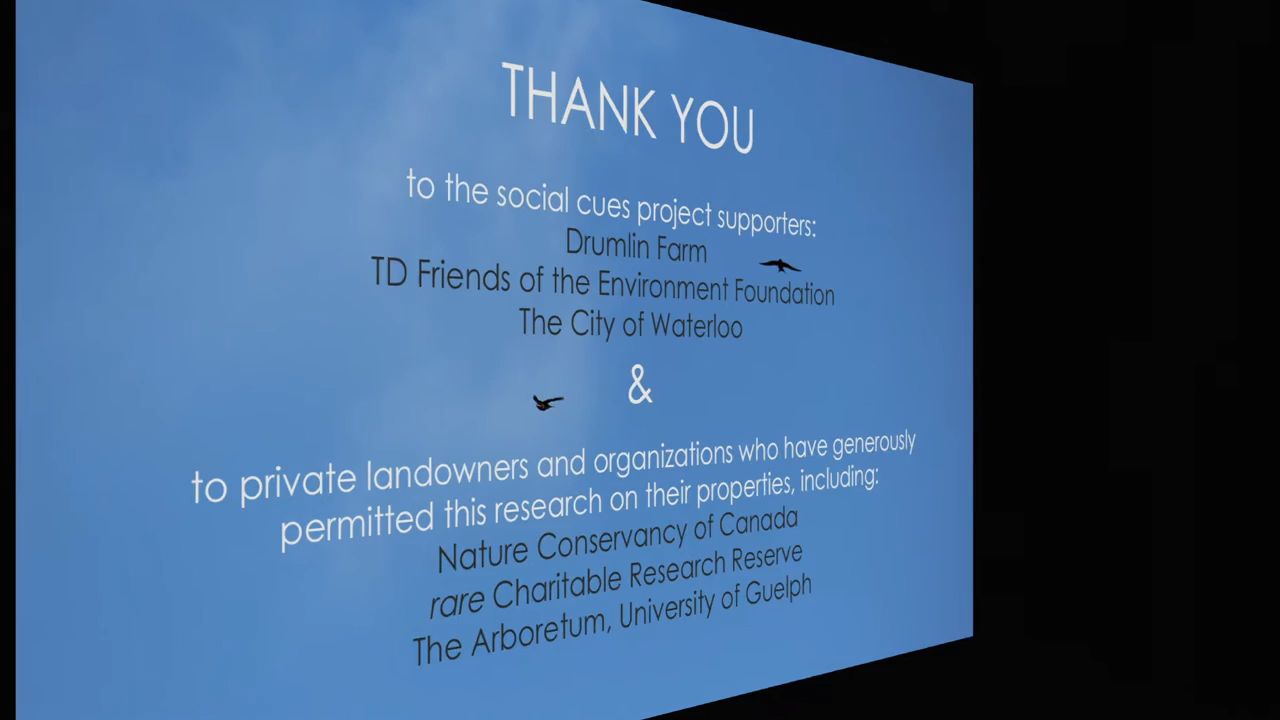 THANK YOU
to the social cues project supporters:
Drumlin Farm
TD Friends of the Environment Foundation
The City of Waterloo
&
to private landowners and organizations who have generously
permitted this research on their properties, including:
Nature Conservancy of Canada
rare Charitable Research Reserve
The Arboretum, University of Guelph